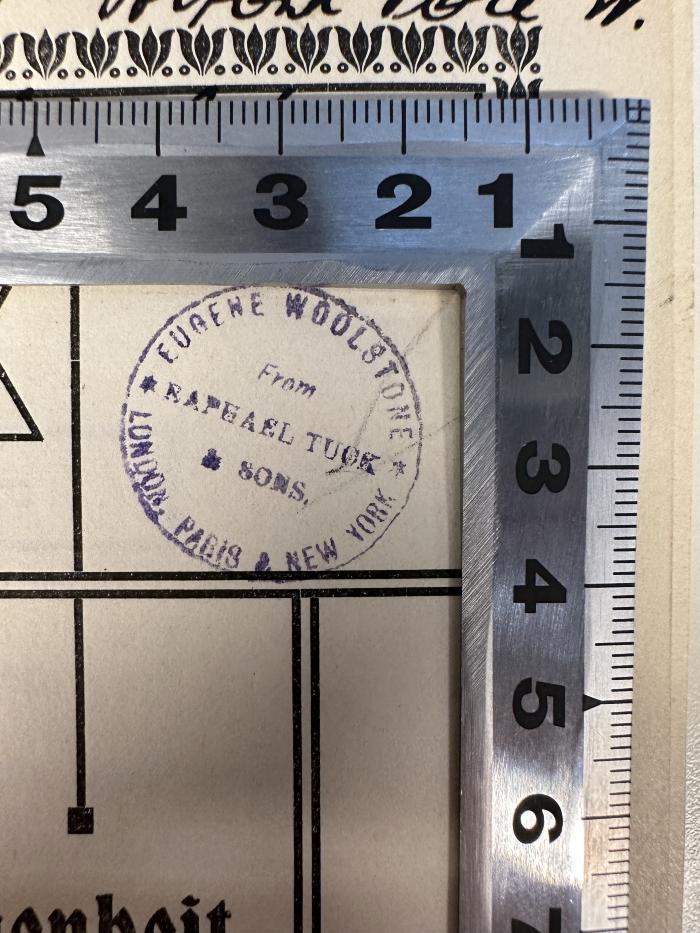 5 4 3 2 1
1
2
3
4
5
6
7
EUGENE WOOLSTONE
From
RAPHAEL TUCK
& SONS.
LONDON, PARIS & NEW YORK